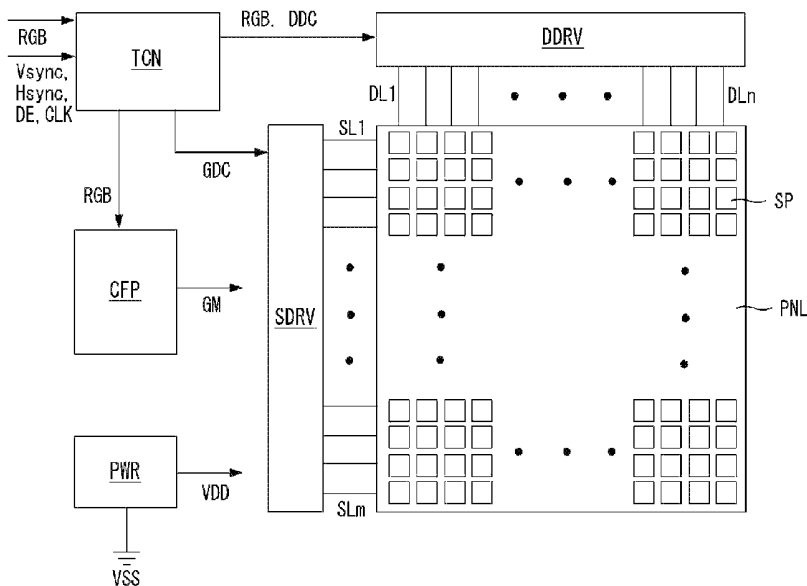 RGB
Vsync,
Hsync,
DE, CLK
TCN
RGB. DDC
DDRV
DL1
DLn
SL1
GDC
RGB
SP
CFP
GM
SDRV
PNL
PWR
VDD
SLm
VSS